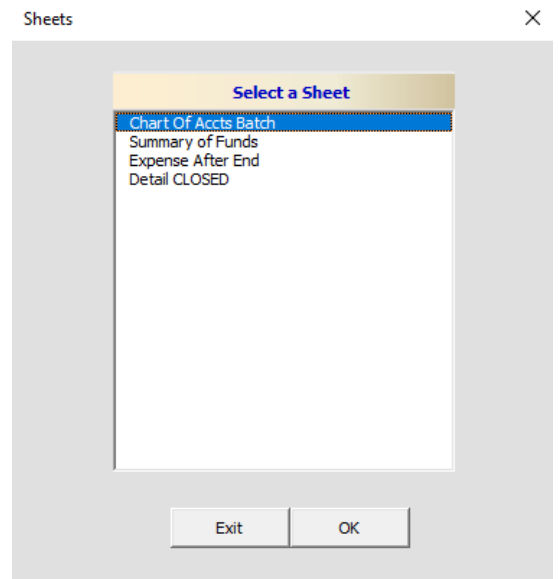 Sheets
Select a Sheet
Chart Of Accts Batch
Summary of Funds
Expense After End
Detail CLOSED
Exit
OK